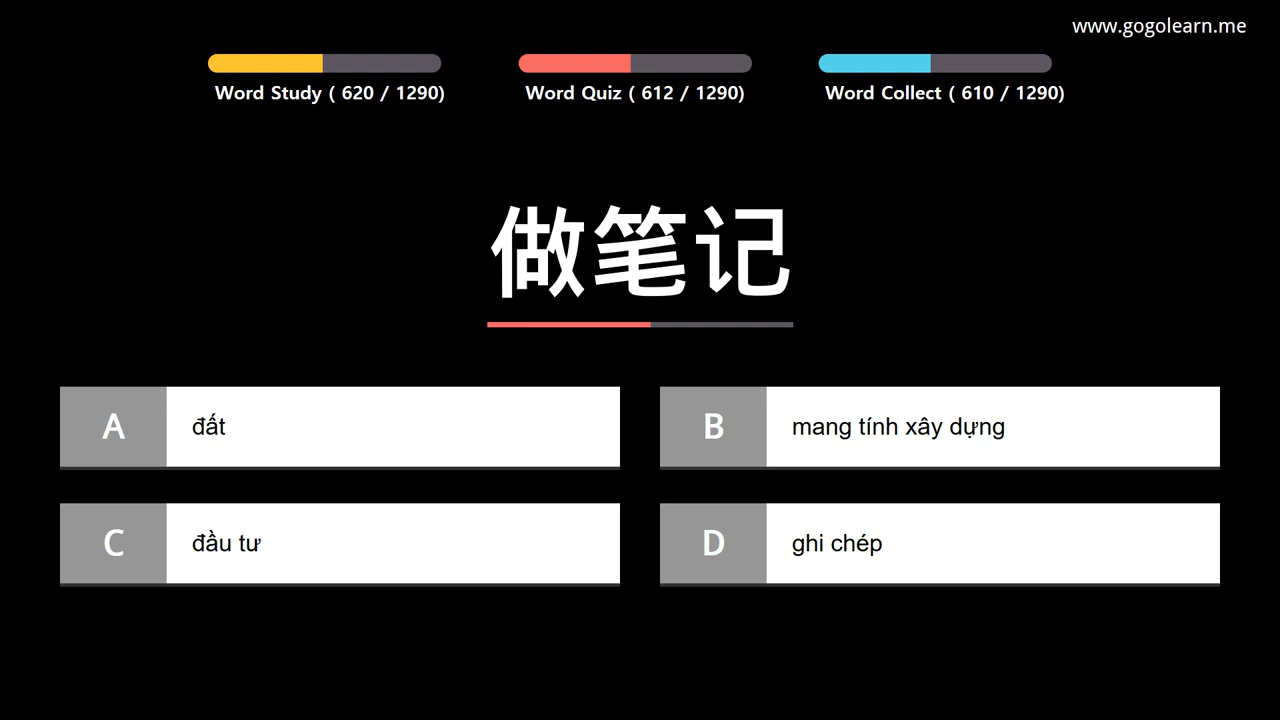 www.gogolearn.me
Word Study ( 620 / 1290)
Word Quiz ( 612 / 1290)
Word Collect ( 610 / 1290)
做笔记
A đất
B mang tính xây dựng
C đầu tư
D ghi chép